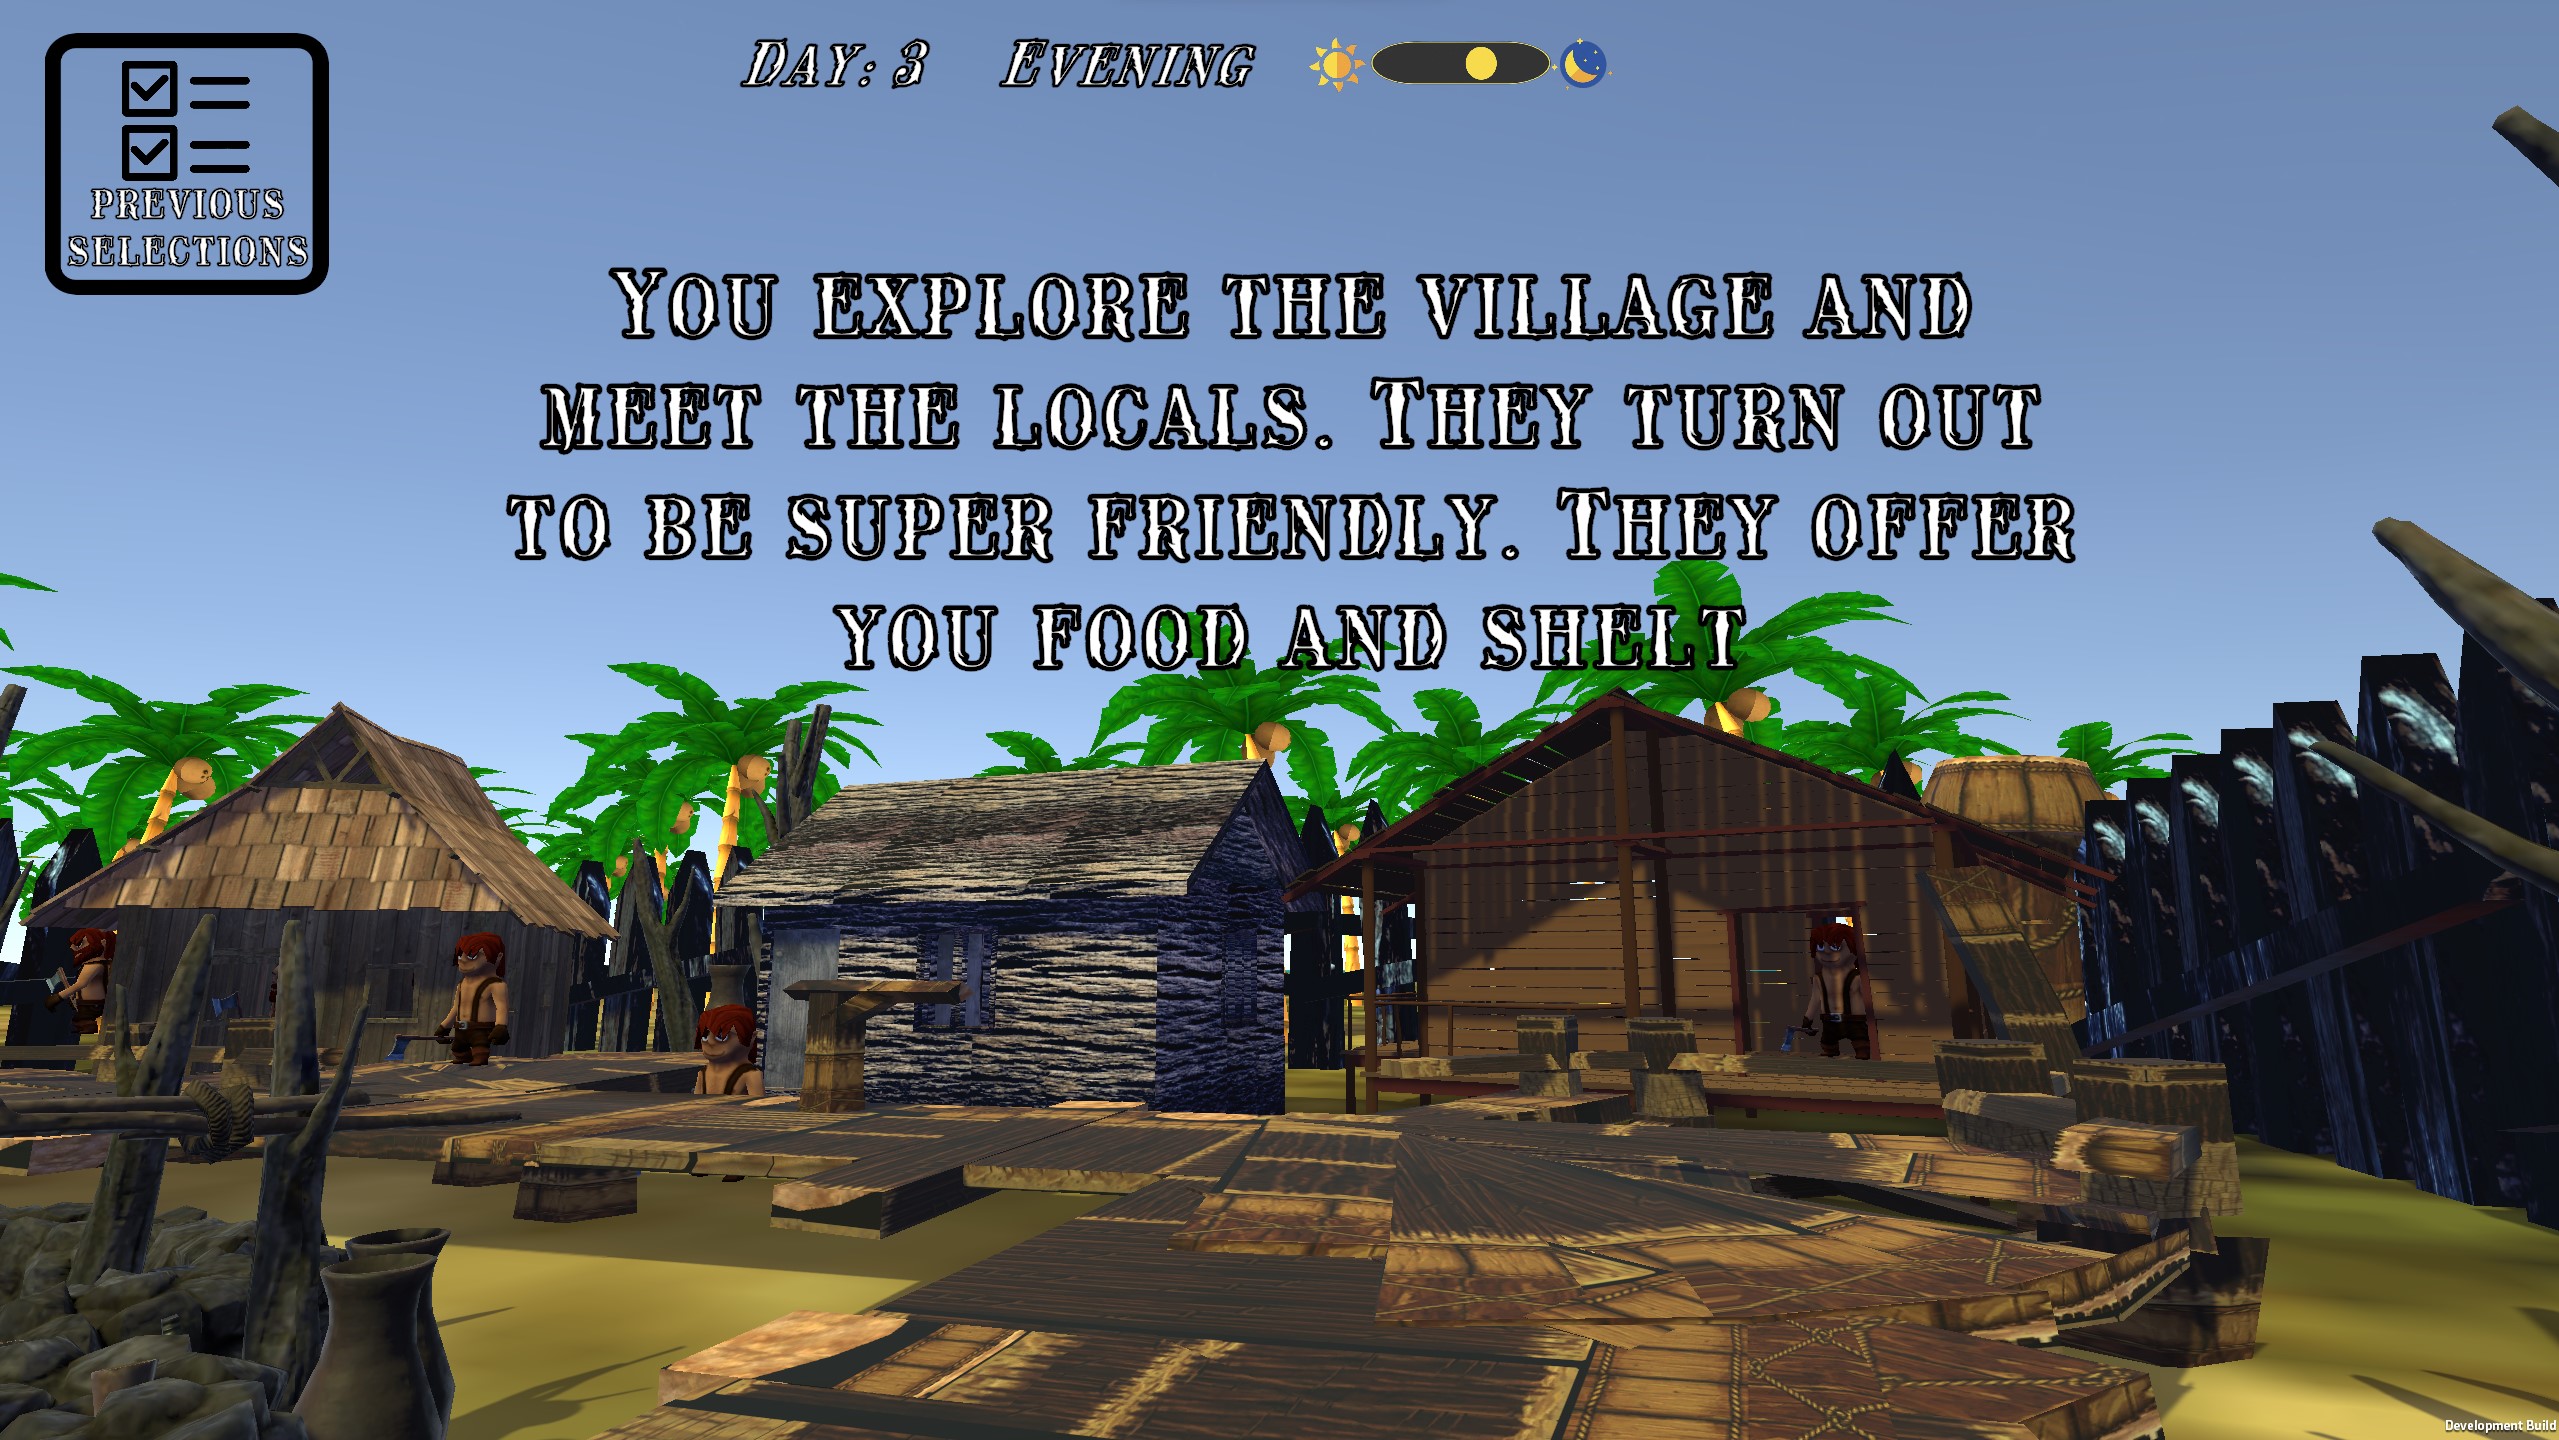 Day: 3 Evening
Previous
Selections
You explore the village and
meet the locals. They turn out
to be super friendly. They offer
you food and shelt
Development Build